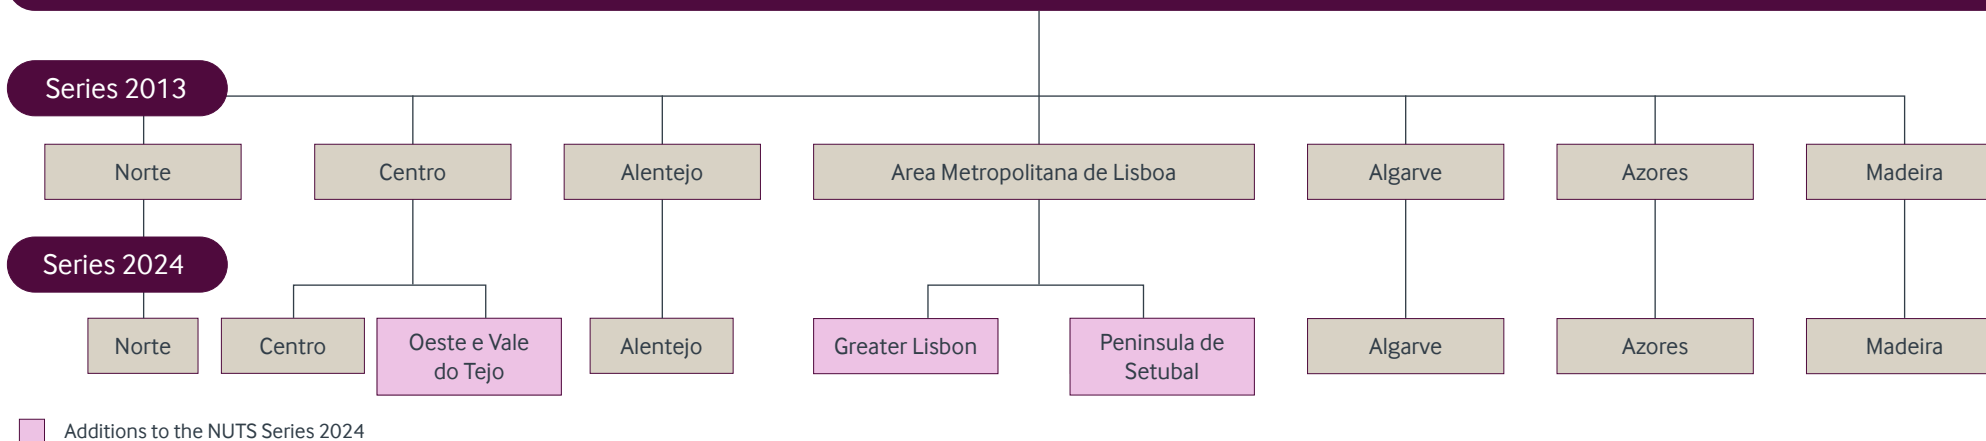 Series 2013
Norte
Centro
Alentejo
Area Metropolitana de Lisboa
Algarve
Azores
Madeira
Series 2024
Norte
Centro
Oeste e Vale
do Tejo
Alentejo
Greater Lisbon
Peninsula de
Setubal
Algarve
Azores
Madeira
Additions to the NUTS Series 2024